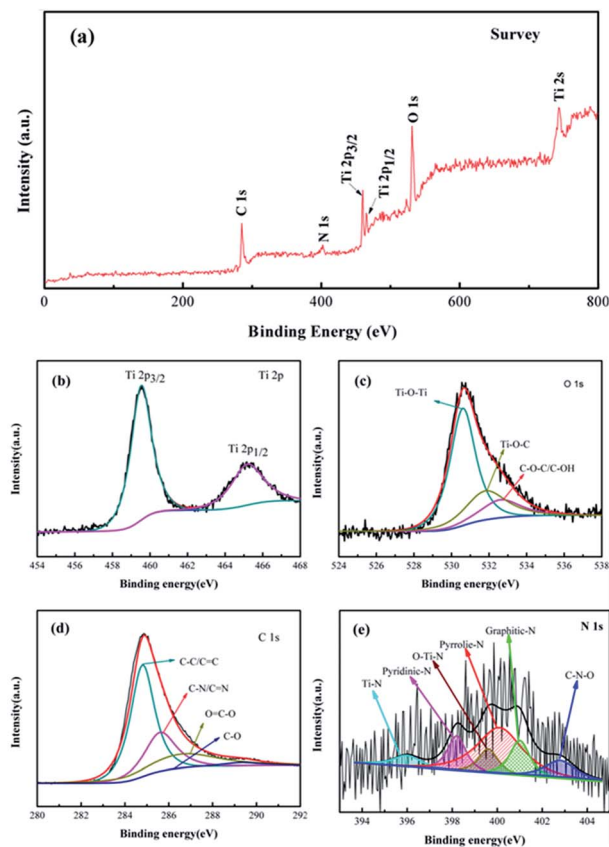 (a)
Survey
Intensity (a.u.)
C 1s
N 1s
Ti 2p3/2
Ti 2p1/2
O 1s
Ti 2s
0 200 400 600 800
Binding Energy (eV)
(b)
Ti 2p3/2
Ti 2p
Ti 2p1/2
Intensity(a.u.)
454 456 458 460 462 464 466 468
Binding energy(eV)
(c)
O 1s
Ti-O-Ti
Ti-O-C
C-O-C/C-OH
Intensity(a.u.)
524 526 528 530 532 534 536 538
Binding energy(eV)
(d)
C 1s
C-C/C=C
C-N/C=N
O=C-O
C-O
Intensity(a.u.)
280 282 284 286 288 290 292
Binding energy(eV)
(e)
N 1s
Graphitic-N
Pyrrolie-N
O-Ti-N
Pyridinic-N
Ti-N
C-N-O
Intensity(a.u.)
394 396 398 400 402 404
Binding energy(eV)